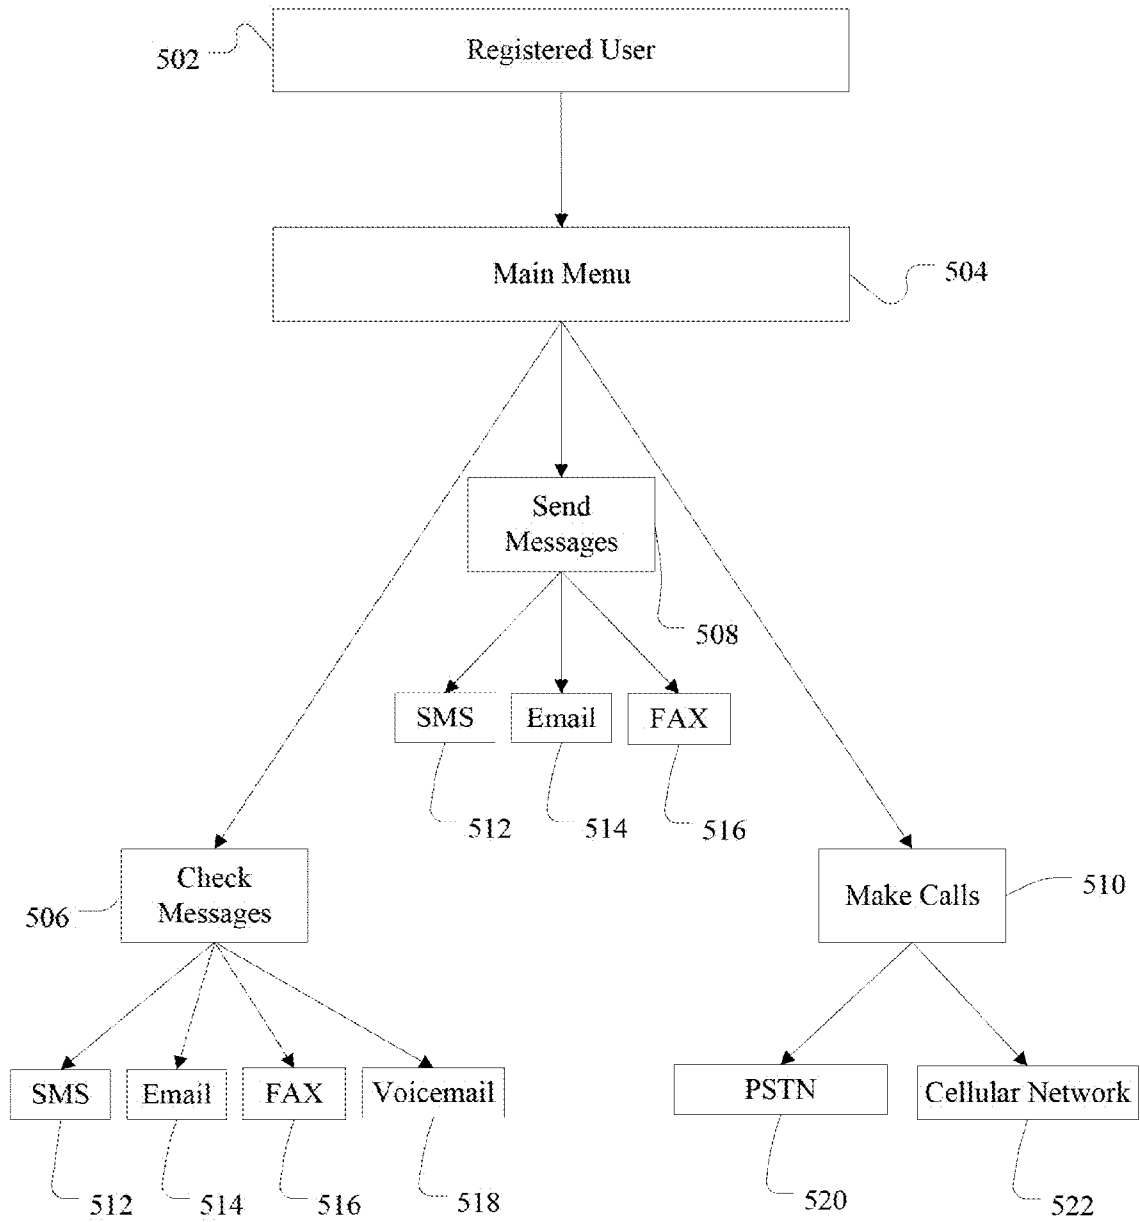 Registered User
502
Main Menu
504
Send
Messages
508
SMS
Email
FAX
512
514
516
Check
Messages
506
Make Calls
510
SMS
Email
FAX
Voicemail
PSTN
Cellular Network
512
514
516
518
520
522